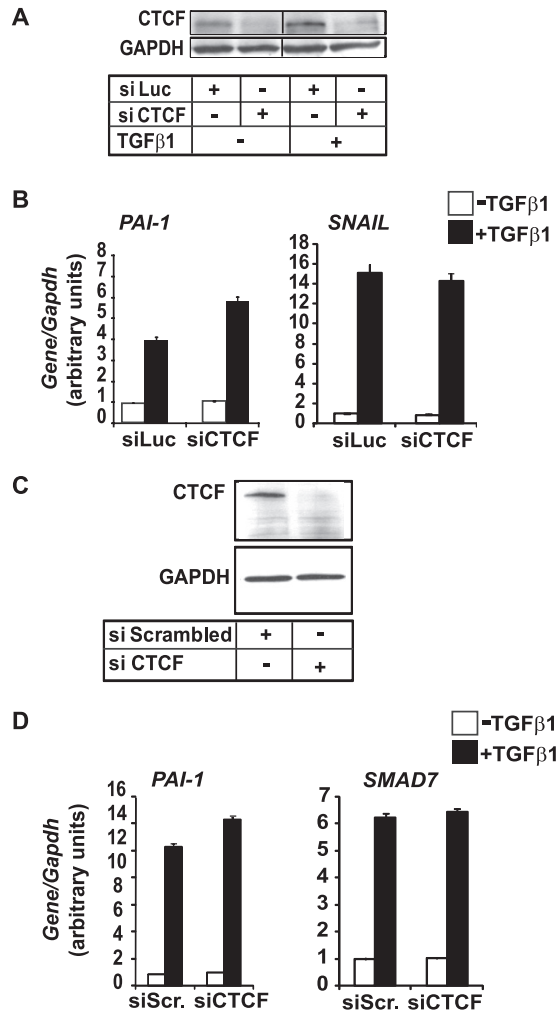 A
CTCF
GAPDH
si Luc + - + -
si CTCF - + - +
TGFβ1 - +
B
-TGFβ1
+TGFβ1
PAI-1
SNAIL
Gene/Gapdh
(arbitrary units)
8
7
6
5
4
3
2
1
0
siLuc siCTCF
18
16
14
12
10
8
6
4
2
0
siLuc siCTCF
C
CTCF
GAPDH
si Scrambled + -
si CTCF - +
D
-TGFβ1
+TGFβ1
PAI-1
SMAD7
Gene/Gapdh
(arbitrary units)
16
14
12
10
8
6
4
2
0
siScr. siCTCF
7
6
5
4
3
2
1
0
siScr. siCTCF